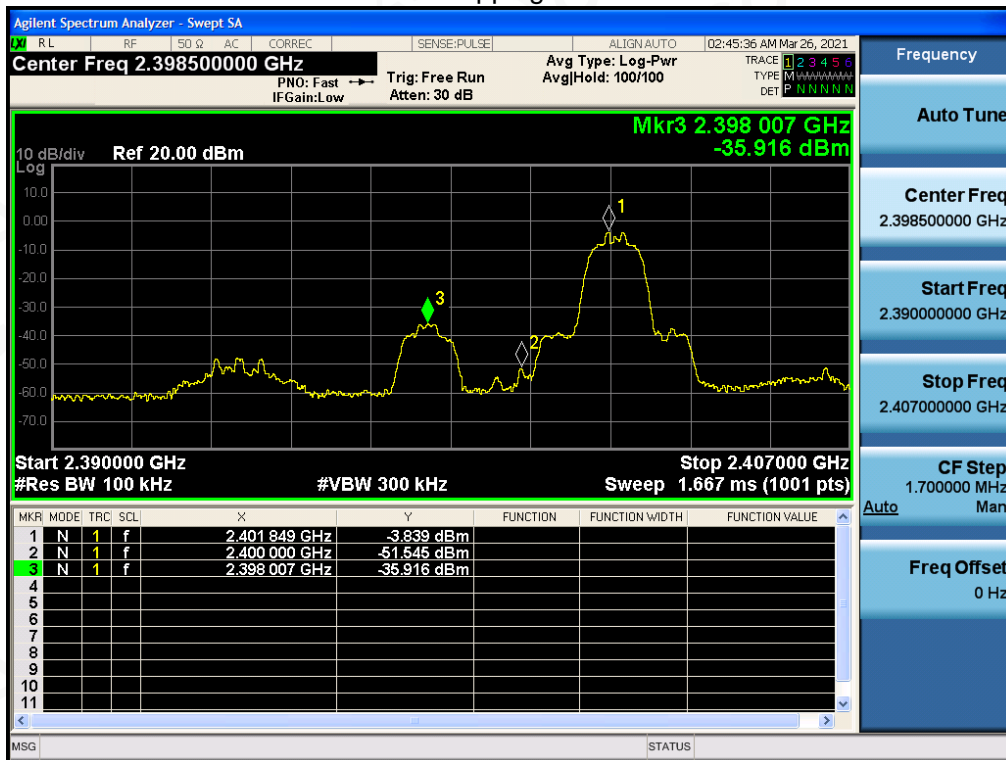 pping
Agilent Spectrum Analyzer - Swept SA
LXI RL RF 50 Ω AC CORREC SENSE:PULSE ALIGN AUTO 02:45:36 AM Mar 26, 2021
Center Freq 2.398500000 GHz
PNO: Fast
IFGain:Low
Trig: Free Run
Atten: 30 dB
Avg Type: Log-Pwr
Avg|Hold: 100/100
TRACE 1 2 3 4 5 6
TYPE M
DET P N N N N N
Mkr3 2.398 007 GHz
-35.916 dBm
10 dB/div Ref 20.00 dBm
Log
10.0
0.00
-10.0
-20.0
-30.0
-40.0
-50.0
-60.0
-70.0
1
2
3
Start 2.390000 GHz Stop 2.407000 GHz
#Res BW 100 kHz #VBW 300 kHz Sweep 1.667 ms (1001 pts)
MKR MODE TRC SCL X Y FUNCTION FUNCTION WIDTH FUNCTION VALUE
1 N 1 f 2.401 849 GHz -3.839 dBm
2 N 1 f 2.400 000 GHz -51.545 dBm
3 N 1 f 2.398 007 GHz -35.916 dBm
4
5
6
7
8
9
10
11
MSG STATUS
Frequency
Auto Tune
Center Freq
2.398500000 GHz
Start Freq
2.390000000 GHz
Stop Freq
2.407000000 GHz
CF Step
1.700000 MHz
Auto Man
Freq Offset
0 Hz